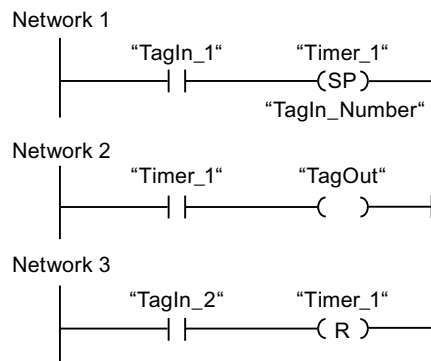 Network 1
“TagIn_1“ “Timer_1“
SP
“TagIn_Number“
Network 2
“Timer_1“ “TagOut“
Network 3
“TagIn_2“ “Timer_1“
R